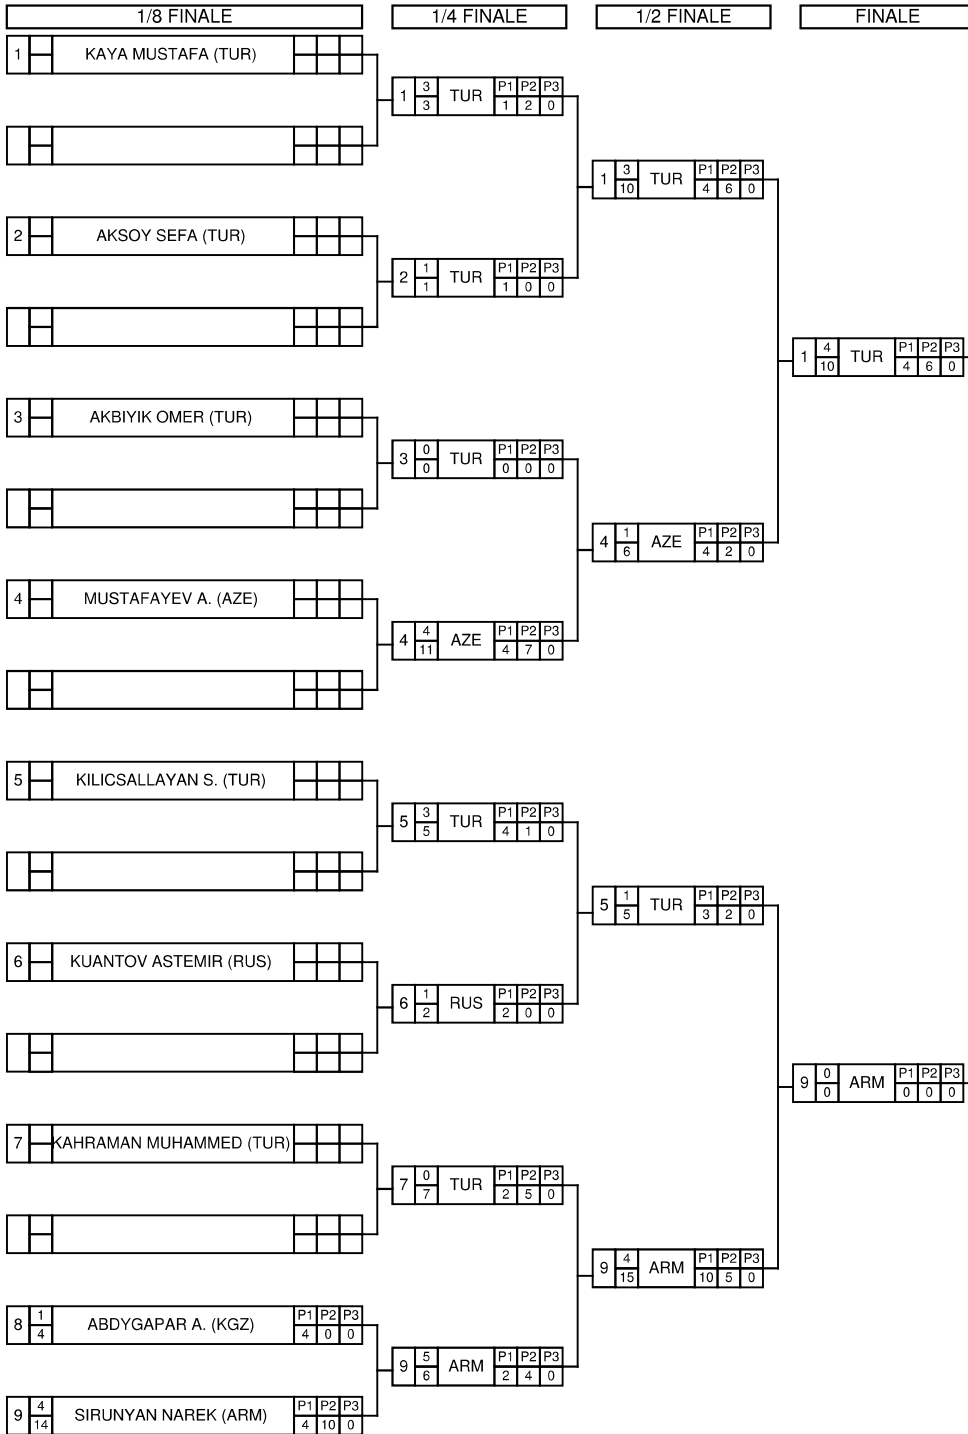 1/8 FINALE 1/4 FINALE 1/2 FINALE FINALE
1 KAYA MUSTAFA (TUR)
1 3 TUR P1 P2 P3
3 1 2 0
1 3 TUR P1 P2 P3
10 4 6 0
2 AKSOY SEFA (TUR)
2 1 TUR P1 P2 P3
1 1 0 0
1 4 TUR P1 P2 P3
10 4 6 0
3 AKBIYIK OMER (TUR)
3 0 TUR P1 P2 P3
0 0 0 0
4 1 AZE P1 P2 P3
6 4 2 0
4 MUSTAFAYEV A. (AZE)
4 4 AZE P1 P2 P3
11 4 7 0
5 KILICSALLAYAN S. (TUR)
5 3 TUR P1 P2 P3
5 4 1 0
5 1 TUR P1 P2 P3
5 3 2 0
6 KUANTOV ASTEMIR (RUS)
6 1 RUS P1 P2 P3
2 2 0 0
9 0 ARM P1 P2 P3
0 0 0 0
7 KAHRAMAN MUHAMMED (TUR)
7 0 TUR P1 P2 P3
7 2 5 0
9 4 ARM P1 P2 P3
15 10 5 0
8 1 ABDYGAPAR A. (KGZ) P1 P2 P3
4 4 0 0
9 5 ARM P1 P2 P3
6 2 4 0
9 4 SIRUNYAN NAREK (ARM) P1 P2 P3
14 4 10 0